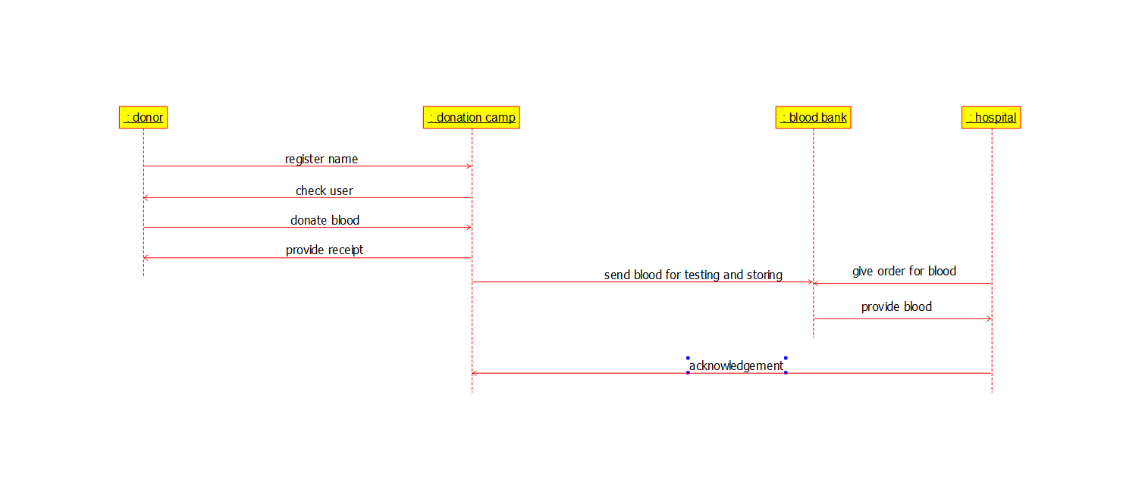 : donor
: donation camp
: blood bank
: hospital
register name
check user
donate blood
provide receipt
send blood for testing and storing
give order for blood
provide blood
acknowledgement